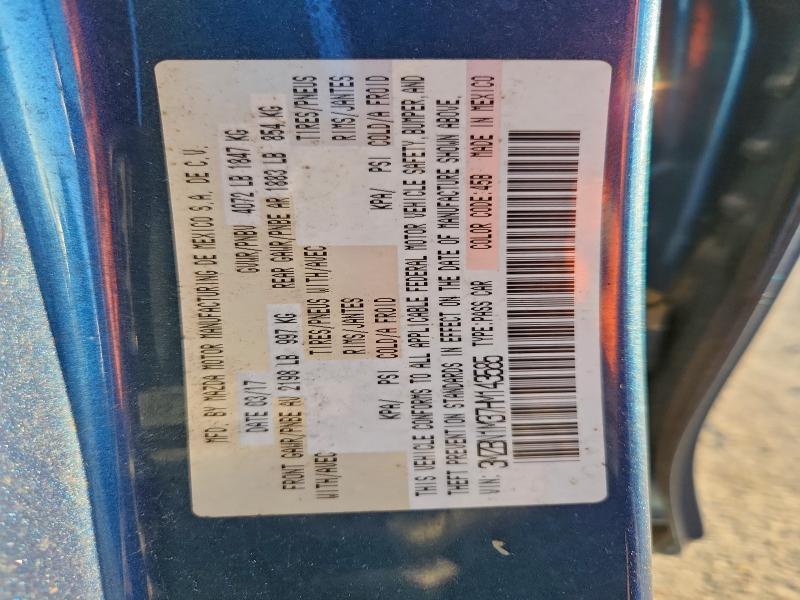 MFG. BY MAZDA MOTOR MANUFACTURING DE MEXICO S.A. DE C.V.
DATE 03/17 GVWR/PNBV 4072 LB 1847 KG
FRONT GAWR/PNBE AV 2198 LB 997 KG REAR GAWR/PNBE AR 1883 LB 854 KG
WITH/AVEC TIRES/PNEUS WITH/AVEC TIRES/PNEUS
RIMS/JANTES RIMS/JANTES
KPA/ PSI COLD/A FROID KPA/ PSI COLD/A FROID
THIS VEHICLE CONFORMS TO ALL APPLICABLE FEDERAL MOTOR VEHICLE SAFETY, BUMPER, AND
THEFT PREVENTION STANDARDS IN EFFECT ON THE DATE OF MANUFACTURE SHOWN ABOVE.
VIN: 3MZBN1M37HM143585 TYPE:PASS CAR COLOR CODE:45B MADE IN MEXICO